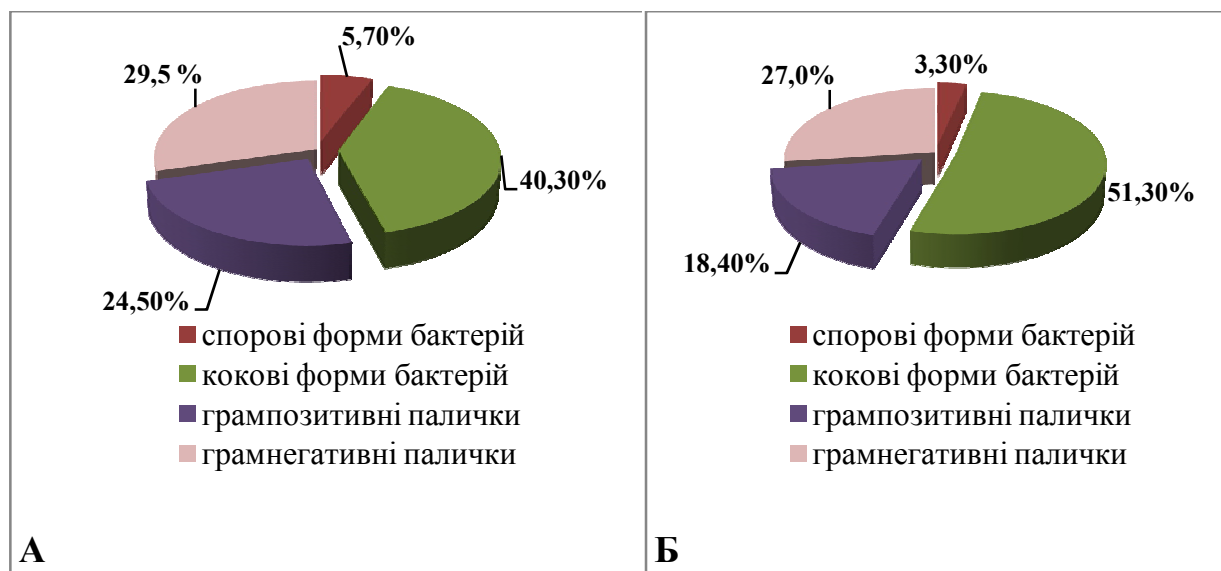 5,70%
29,5 %
40,30%
24,50%
спорові форми бактерій
кокові форми бактерій
грампозитивні палички
грамнегативні палички
А
3,30%
27,0%
51,30%
18,40%
спорові форми бактерій
кокові форми бактерій
грампозитивні палички
грамнегативні палички
Б